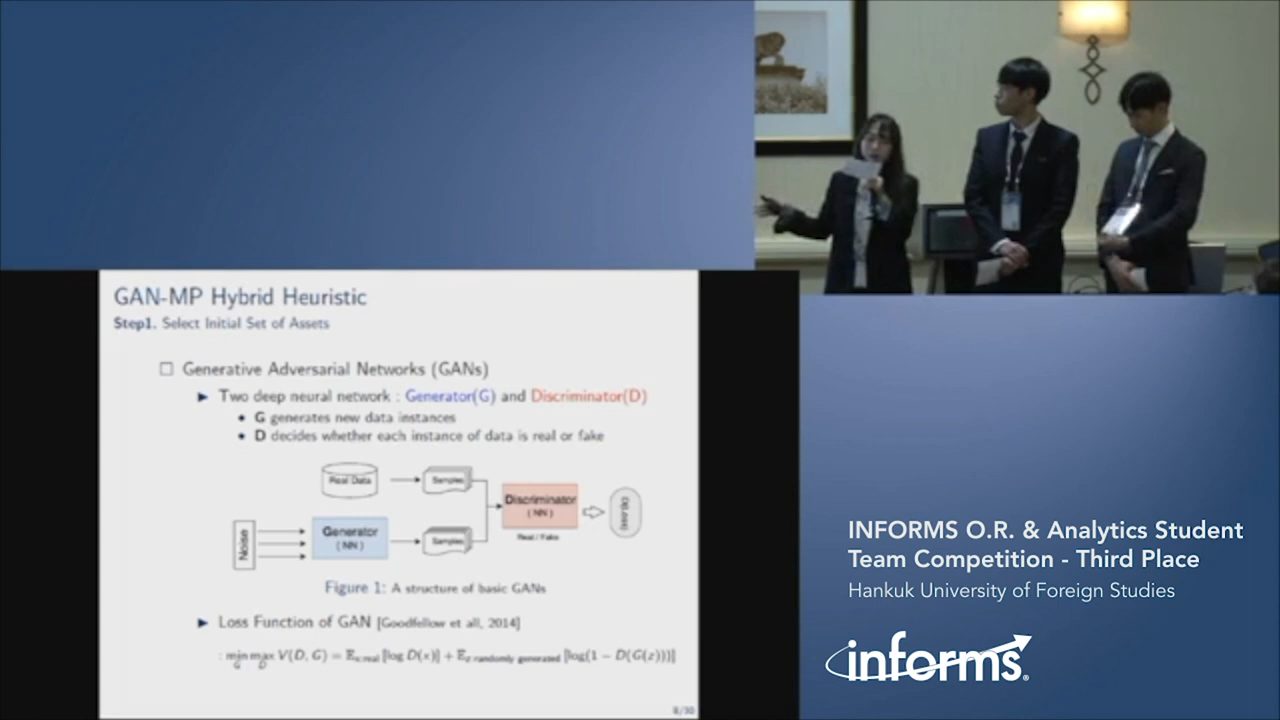 GAN-MP Hybrid Heuristic
Step1. Select Initial Set of Assets
Generative Adversarial Networks (GANs)
Two deep neural network : Generator(G) and Discriminator(D)
G generates new data instances
D decides whether each instance of data is real or fake
Real Data
Samples
Discriminator
(NN)
Real / Fake
Noise
Generator
(NN)
Samples
Figure 1: A structure of basic GANs
Loss Function of GAN [Goodfellow et all, 2014]
: min G max D V(D, G) = 𝔼x:real [log D(x)] + 𝔼z:randomly generated [log(1 − D(G(z)))]
8/30
INFORMS O.R. & Analytics Student
Team Competition - Third Place
Hankuk University of Foreign Studies
informs®